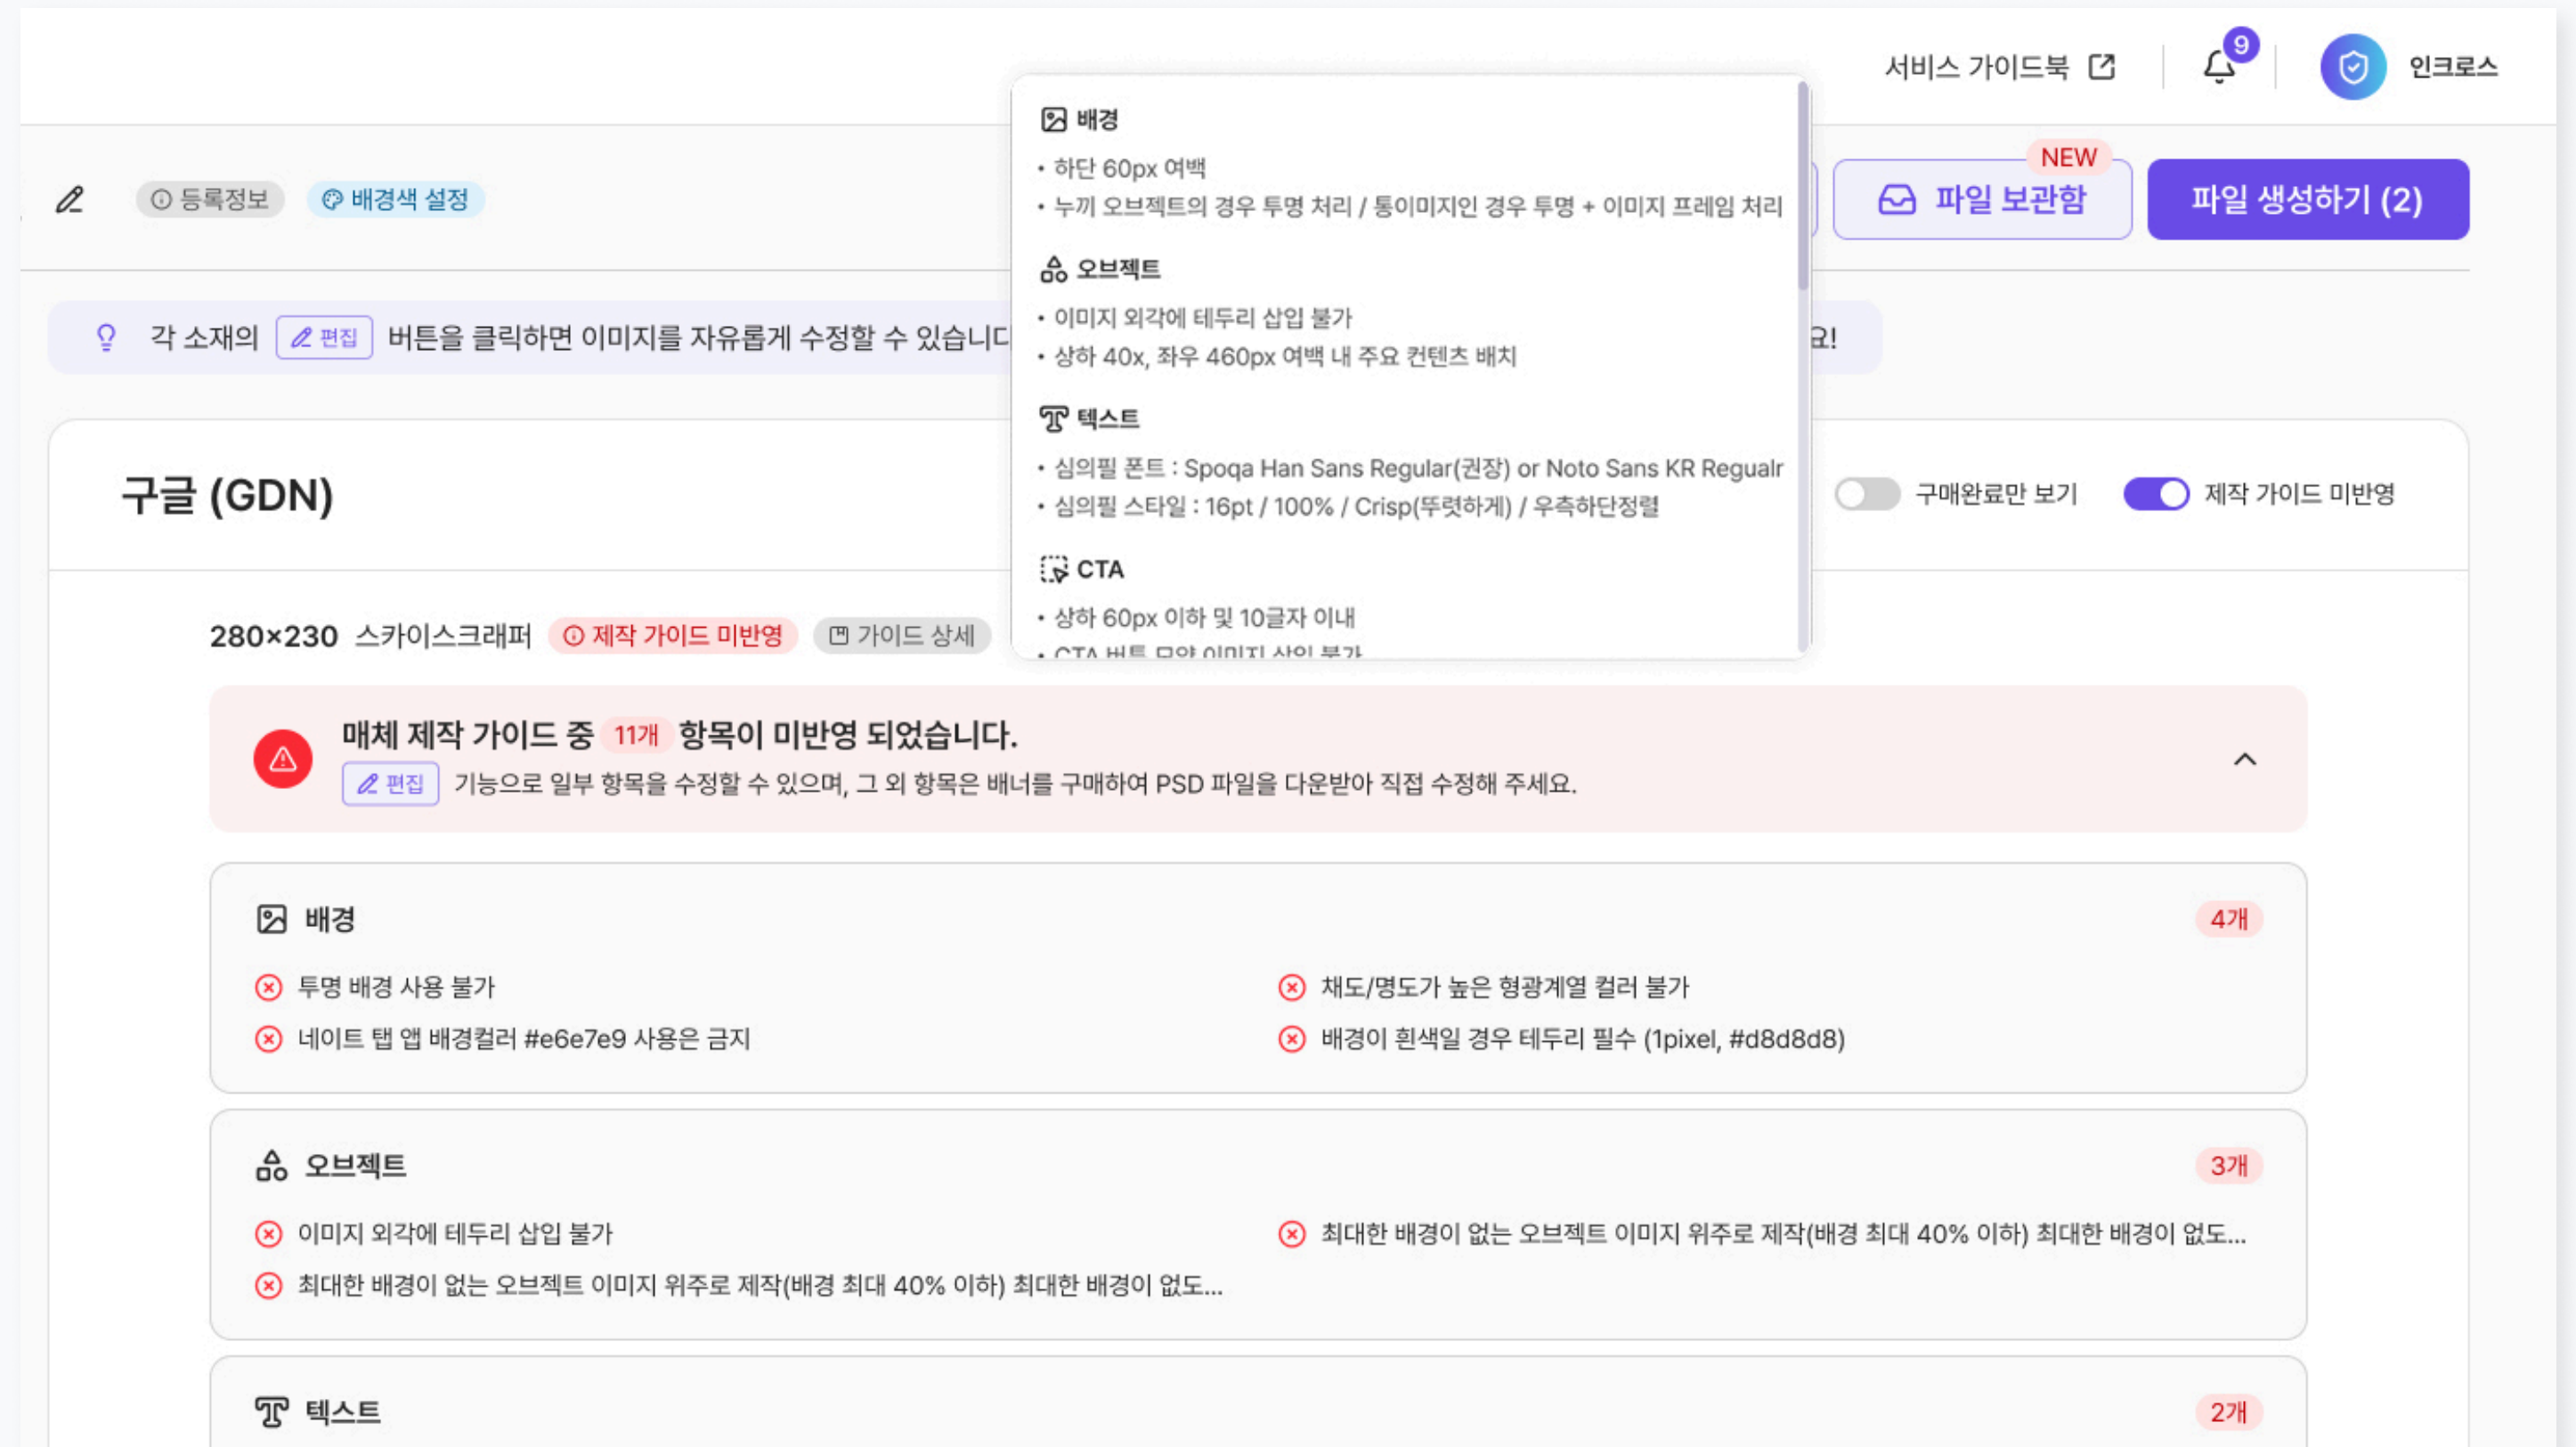 서비스 가이드북
9
인크로스
등록정보
배경색 설정
NEW
파일 보관함
파일 생성하기 (2)
각 소재의 편집 버튼을 클릭하면 이미지를 자유롭게 수정할 수 있습니다
요!
배경
• 하단 60px 여백
• 누끼 오브젝트의 경우 투명 처리 / 통이미지인 경우 투명 + 이미지 프레임 처리
오브젝트
• 이미지 외각에 테두리 삽입 불가
• 상하 40x, 좌우 460px 여백 내 주요 컨텐츠 배치
텍스트
• 심의필 폰트 : Spoqa Han Sans Regular(권장) or Noto Sans KR Regualr
• 심의필 스타일 : 16pt / 100% / Crisp(뚜렷하게) / 우측하단정렬
CTA
• 상하 60px 이하 및 10글자 이내
• CTA 버튼 모양 이미지 삽입 불가
구글 (GDN)
구매완료만 보기
제작 가이드 미반영
280×230 스카이스크래퍼 제작 가이드 미반영 가이드 상세
매체 제작 가이드 중 11개 항목이 미반영 되었습니다.
편집 기능으로 일부 항목을 수정할 수 있으며, 그 외 항목은 배너를 구매하여 PSD 파일을 다운받아 직접 수정해 주세요.
배경
4개
투명 배경 사용 불가
채도/명도가 높은 형광계열 컬러 불가
네이트 탭 앱 배경컬러 #e6e7e9 사용은 금지
배경이 흰색일 경우 테두리 필수 (1pixel, #d8d8d8)
오브젝트
3개
이미지 외각에 테두리 삽입 불가
최대한 배경이 없는 오브젝트 이미지 위주로 제작(배경 최대 40% 이하) 최대한 배경이 없도...
최대한 배경이 없는 오브젝트 이미지 위주로 제작(배경 최대 40% 이하) 최대한 배경이 없도...
텍스트
2개